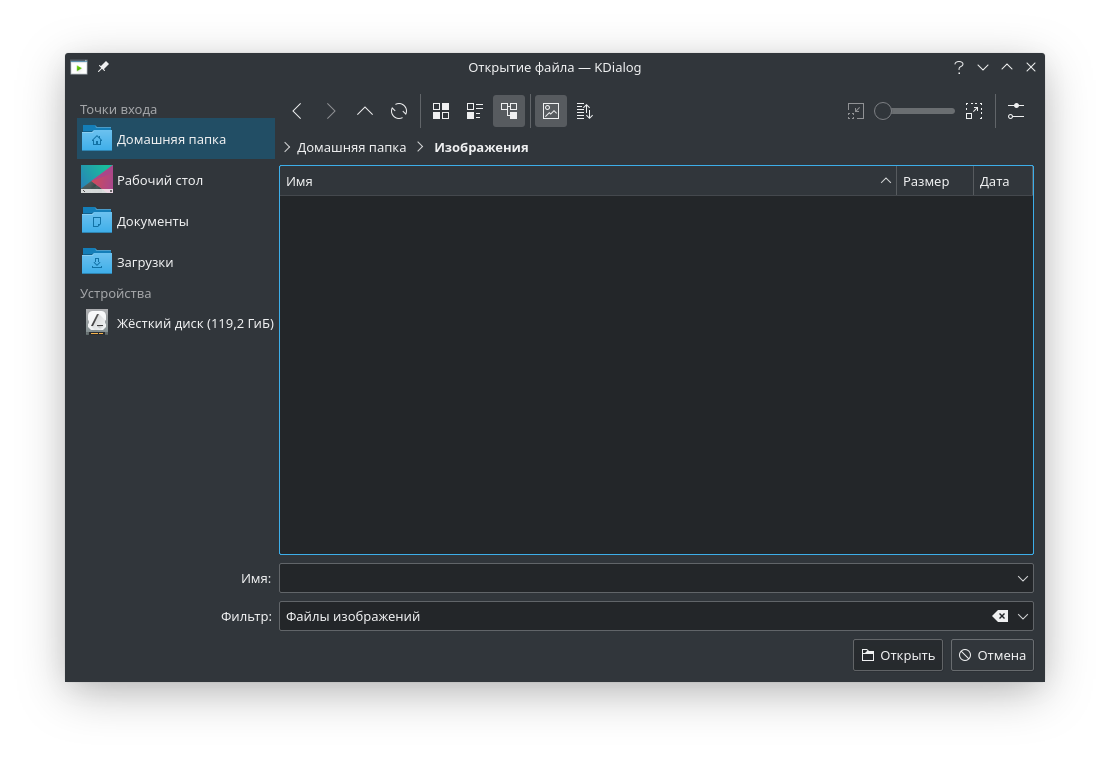 Открытие файла — KDialog
Точки входа
Домашняя папка
Рабочий стол
Документы
Загрузки
Устройства
Жёсткий диск (119,2 ГиБ)
Домашняя папка Изображения
Имя Размер Дата
Имя:
Фильтр: Файлы изображений
Открыть Отмена